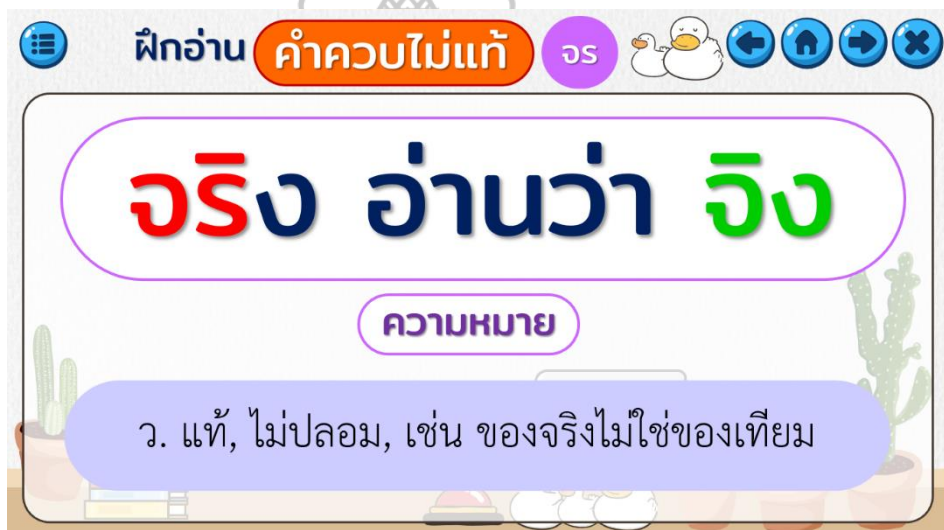 ฝึกอ่าน คำควบไม่แท้ จร
จริง อ่านว่า จิง
ความหมาย
ว. แท้, ไม่ปลอม, เช่น ของจริงไม่ใช่ของเทียม